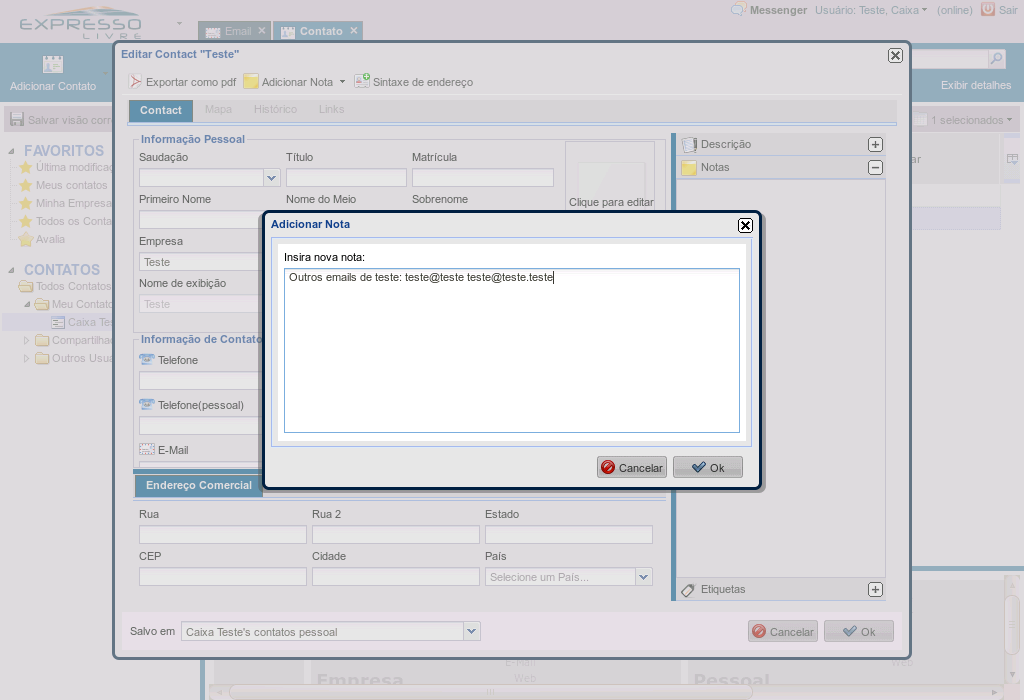 EXPRESSO
LIVRE
Email
Contato
Messenger
Usuário: Teste, Caixa
(online)
Sair
Adicionar Contato
Exibir detalhes
Salvar visão corre
1 selecionados
FAVORITOS
Última modificaç
Meus contatos
Minha Empresa
Todos os Conta
Avalia
CONTATOS
Todos Contatos
Meu Contato
Caixa Tes
Compartilha
Outros Usua
Editar Contact "Teste"
Exportar como pdf
Adicionar Nota
Sintaxe de endereço
Contact
Mapa
Histórico
Links
Informação Pessoal
Saudação
Título
Matrícula
Primeiro Nome
Nome do Meio
Sobrenome
Clique para editar
Empresa
Teste
Nome de exibição
Teste
Informação de Contato
Telefone
Telefone(pessoal)
E-Mail
Descrição
Notas
Etiquetas
Adicionar Nota
Insira nova nota:
Outros emails de teste: teste@teste teste@teste.teste
Cancelar
Ok
Endereço Comercial
Rua
Rua 2
Estado
CEP
Cidade
País
Selecione um País...
Salvo em
Caixa Teste's contatos pessoal
Cancelar
Ok
E-Mail
Web
Web
Empresa
Pessoal